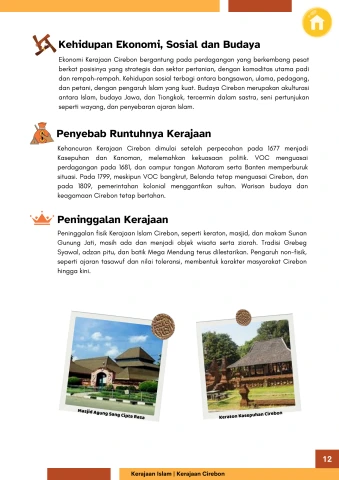 Kehidupan Ekonomi, Sosial dan Budaya
Ekonomi Kerajaan Cirebon bergantung pada perdagangan yang berkembang pesat
berkat posisinya yang strategis dan sektor pertanian, dengan komoditas utama padi
dan rempah-rempah. Kehidupan sosial terbagi antara bangsawan, ulama, pedagang,
dan petani, dengan pengaruh Islam yang kuat. Budaya Cirebon merupakan akulturasi
antara Islam, budaya Jawa, dan Tiongkok, tercermin dalam sastra, seni pertunjukan
seperti wayang, dan penyebaran ajaran Islam.
Penyebab Runtuhnya Kerajaan
Kehancuran Kerajaan Cirebon dimulai setelah perpecahan pada 1677 menjadi
Kasepuhan dan Kanoman, melemahkan kekuasaan politik. VOC menguasai
perdagangan pada 1681, dan campur tangan Mataram serta Banten memperburuk
situasi. Pada 1799, meskipun VOC bangkrut, Belanda tetap menguasai Cirebon, dan
pada 1809, pemerintahan kolonial menggantikan sultan. Warisan budaya dan
keagamaan Cirebon tetap bertahan.
Peninggalan Kerajaan
Peninggalan fisik Kerajaan Islam Cirebon, seperti keraton, masjid, dan makam Sunan
Gunung Jati, masih ada dan menjadi objek wisata serta ziarah. Tradisi Grebeg
Syawal, adzan pitu, dan batik Mega Mendung terus dilestarikan. Pengaruh non-fisik,
seperti ajaran tasawuf dan nilai toleransi, membentuk karakter masyarakat Cirebon
hingga kini.
Masjid Agung Sang Cipta Rasa
Keraton Kasepuhan Cirebon
12
Kerajaan Islam | Kerajaan Cirebon